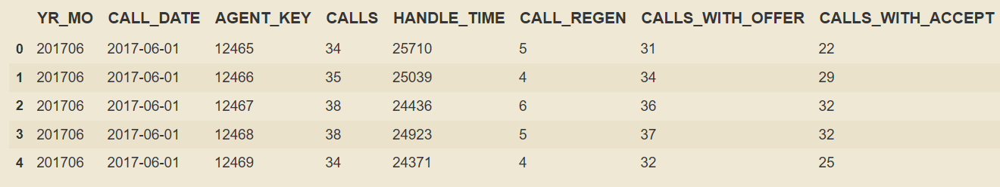 YR_MO CALL_DATE AGENT_KEY CALLS HANDLE_TIME CALL_REGEN CALLS_WITH_OFFER CALLS_WITH_ACCEPT
0 201706 2017-06-01 12465 34 25710 5 31 22
1 201706 2017-06-01 12466 35 25039 4 34 29
2 201706 2017-06-01 12467 38 24436 6 36 32
3 201706 2017-06-01 12468 38 24923 5 37 32
4 201706 2017-06-01 12469 34 24371 4 32 25